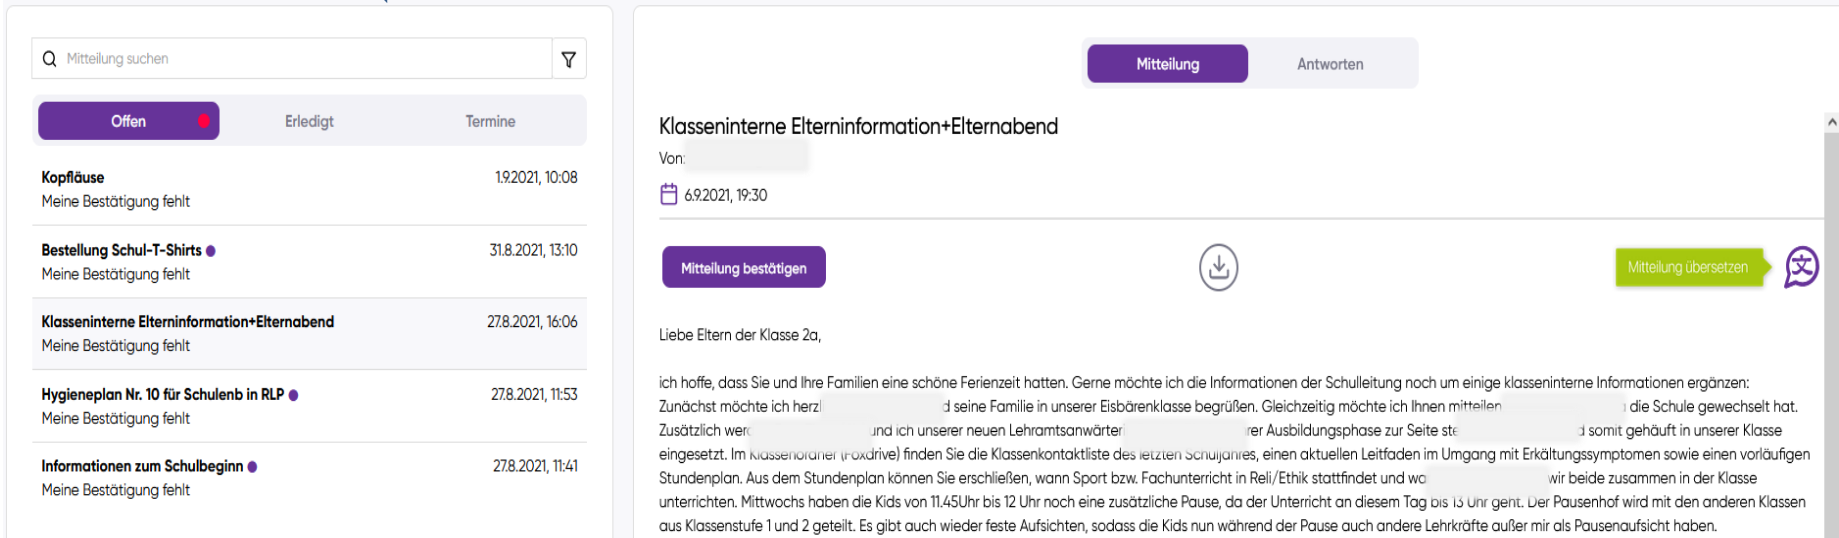 Mitteilung suchen
Offen
Erledigt
Termine
Kopfläuse
1.9.2021, 10:08
Meine Bestätigung fehlt
Bestellung Schul-T-Shirts
31.8.2021, 13:10
Meine Bestätigung fehlt
Klasseninterne Elterninformation+Elternabend
27.8.2021, 16:06
Meine Bestätigung fehlt
Hygieneplan Nr. 10 für Schulenb in RLP
27.8.2021, 11:53
Meine Bestätigung fehlt
Informationen zum Schulbeginn
27.8.2021, 11:41
Meine Bestätigung fehlt
Mitteilung
Antworten
Klasseninterne Elterninformation+Elternabend
Von:
6.9.2021, 19:30
Mitteilung bestätigen
Mitteilung übersetzen
Liebe Eltern der Klasse 2a,
ich hoffe, dass Sie und Ihre Familien eine schöne Ferienzeit hatten. Gerne möchte ich die Informationen der Schulleitung noch um einige klasseninterne Informationen ergänzen:
Zunächst möchte ich seine Familie in unserer Eisbärenklasse begrüßen. Gleichzeitig möchte ich Ihnen mitteilen die Schule gewechselt hat.
Zusätzlich und ich unserer neuen Ausbildungsphase zur Seite somit gehäuft in unserer Klasse
eingesetzt. Im Klassenordner (Foxdrive) finden Sie die Klassenkontaktliste des letzten Schuljahres, einen aktuellen Leitfaden im Umgang mit Erkältungssymptomen sowie einen vorläufigen
Stundenplan. Aus dem Stundenplan können Sie erschließen, wann Sport bzw. Fachunterricht in Reli/Ethik stattfindet und wir beide zusammen in der Klasse
unterrichten. Mittwochs haben die Kids von 11.45Uhr bis 12 Uhr noch eine zusätzliche Pause, da der Unterricht an diesem Tag bis 13 Uhr geht. Der Pausenhof wird mit den anderen Klassen
aus Klassenstufe 1 und 2 geteilt. Es gibt auch wieder feste Aufsichten, sodass die Kids nun während der Pause auch andere Lehrkräfte außer mir als Pausenaufsicht haben.